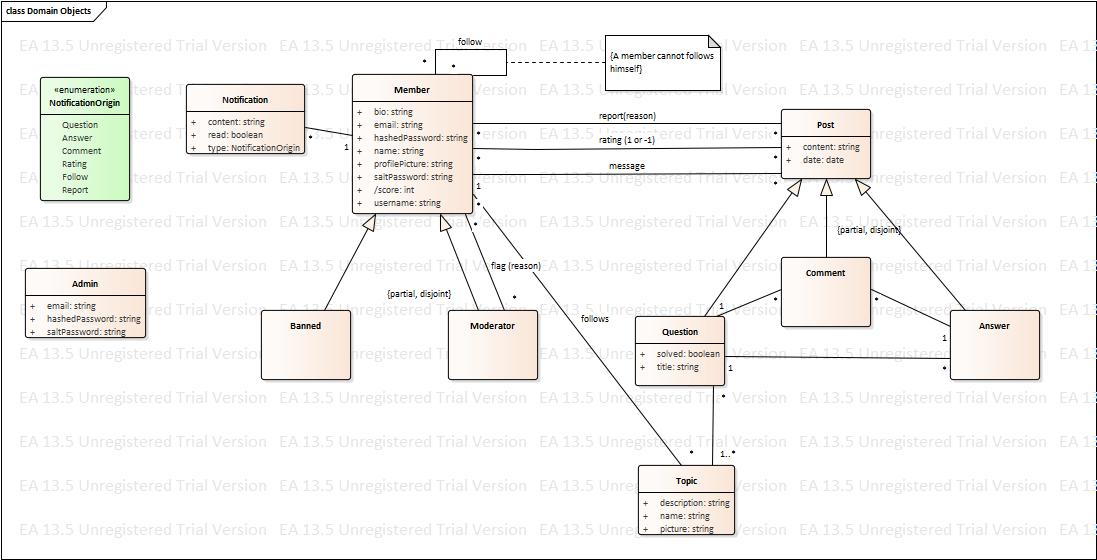 class Domain Objects
EA 13.5 Unregistered Trial Version
follow
*
*
{A member cannot follows
himself}
«enumeration»
NotificationOrigin
Question
Answer
Comment
Rating
Follow
Report
Notification
+ content: string
+ read: boolean
+ type: NotificationOrigin
*
1
Member
+ bio: string
+ email: string
+ hashedPassword: string
+ name: string
+ profilePicture: string
+ saltPassword: string
+ /score: int
+ username: string
report(reason)
*
*
rating (1 or -1)
*
*
message
1
*
Post
+ content: string
+ date: date
{partial, disjoint}
*
*
flag (reason)
*
{partial, disjoint}
follows
*
Admin
+ email: string
+ hashedPassword: string
+ saltPassword: string
Banned
Moderator
Comment
*
*
1
Question
+ solved: boolean
+ title: string
1
*
1
Answer
*
1..*
Topic
+ description: string
+ name: string
+ picture: string